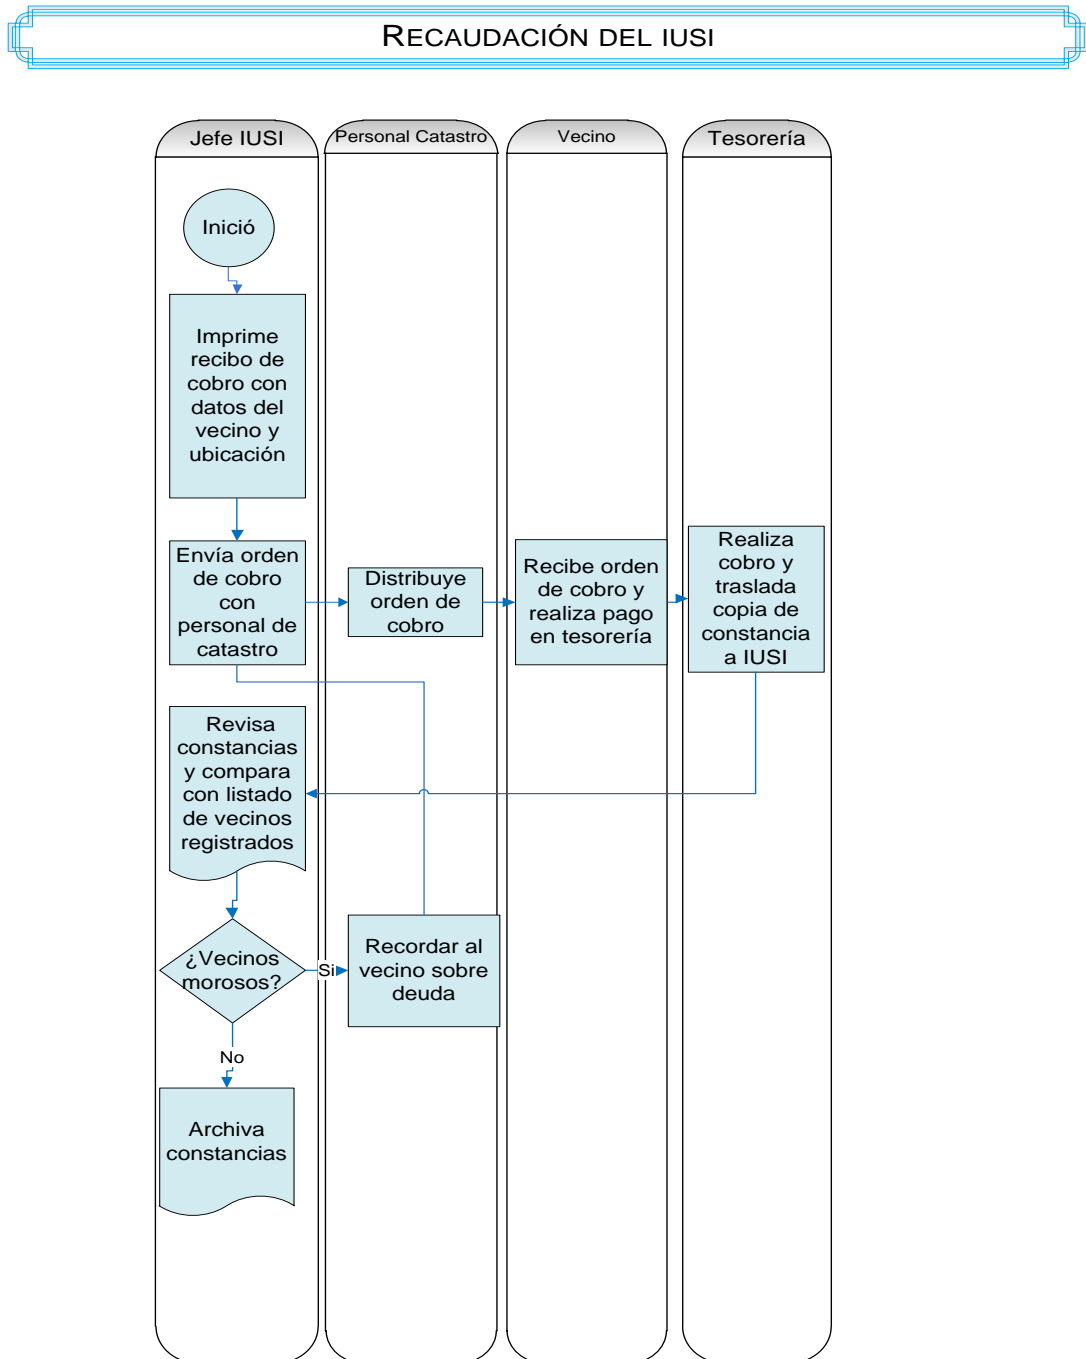 RECAUDACIÓN DEL IUSI
Jefe IUSI
Personal Catastro
Vecino
Tesorería
Inició
Imprime
recibo de
cobro con
datos del
vecino y
ubicación
Envía orden
de cobro
con
personal de
catastro
Distribuye
orden de
cobro
Recibe orden
de cobro y
realiza pago
en tesorería
Realiza
cobro y
traslada
copia de
constancia
a IUSI
Revisa
constancias
y compara
con listado
de vecinos
registrados
¿Vecinos
morosos?
Si
Recordar al
vecino sobre
deuda
No
Archiva
constancias